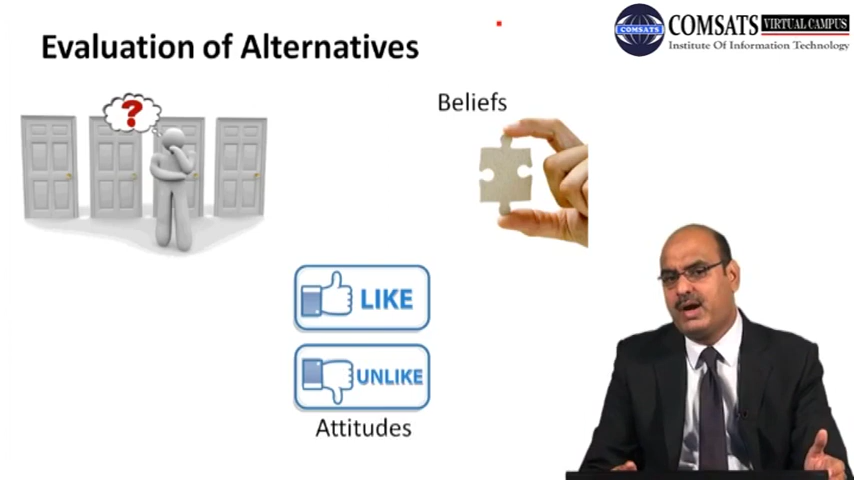 Evaluation of Alternatives
COMSATS
COMSATS VIRTUAL CAMPUS
Institute Of Information Technology
?
Beliefs
LIKE
UNLIKE
Attitudes